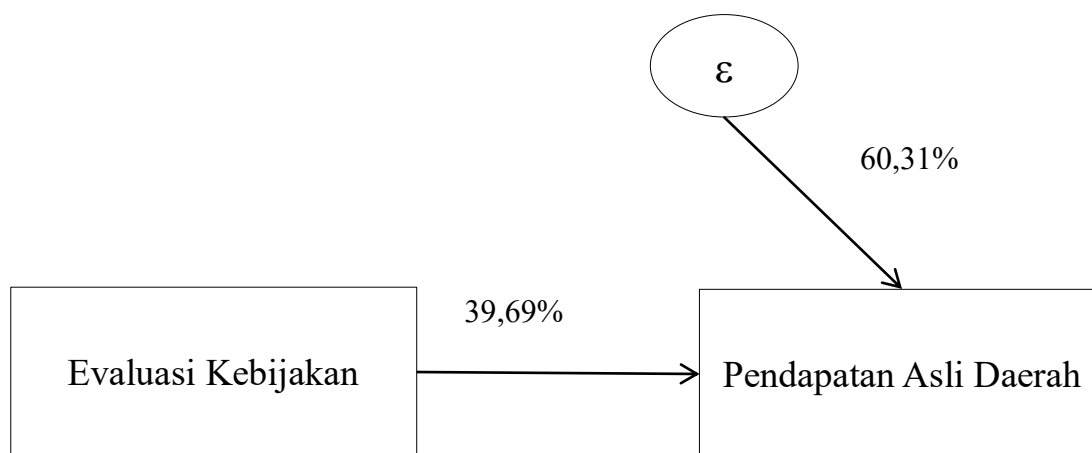 ε
60,31%
39,69%
Evaluasi Kebijakan
Pendapatan Asli Daerah